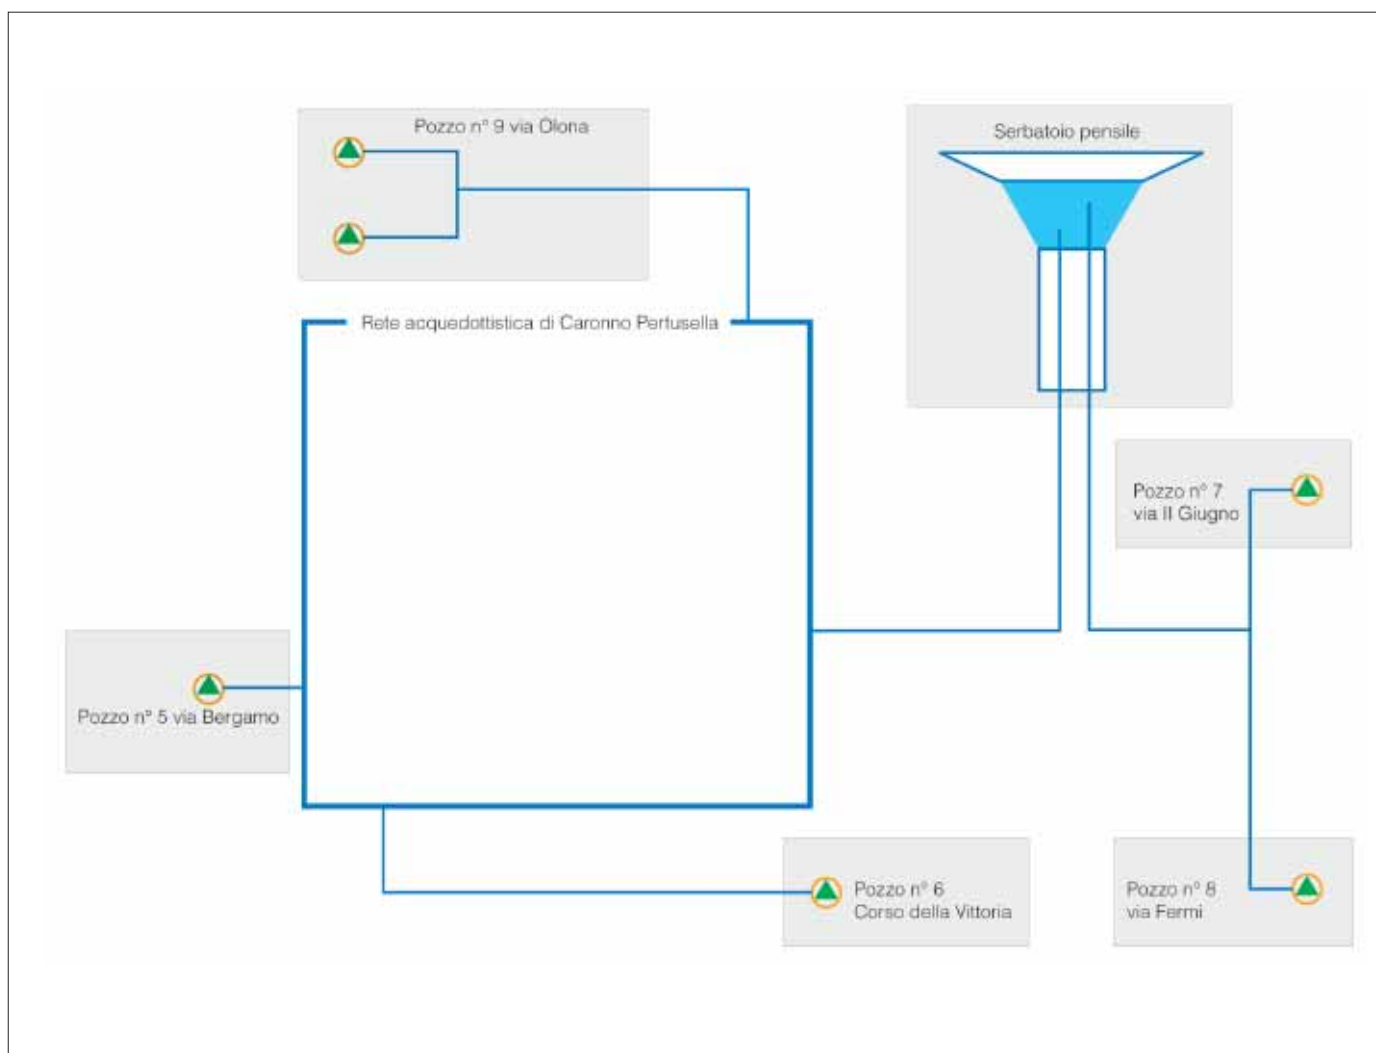 Pozzo n° 9 via Olona
Serbatoio pensile
Rete acquedottistica di Caronno Pertusella
Pozzo n° 7
via II Giugno
Pozzo n° 5 via Bergamo
Pozzo n° 6
Corso della Vittoria
Pozzo n° 8
via Fermi